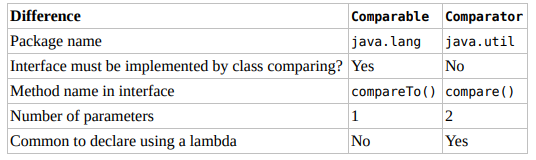 Difference Comparable Comparator
Package name java.lang java.util
Interface must be implemented by class comparing? Yes No
Method name in interface compareTo() compare()
Number of parameters 1 2
Common to declare using a lambda No Yes